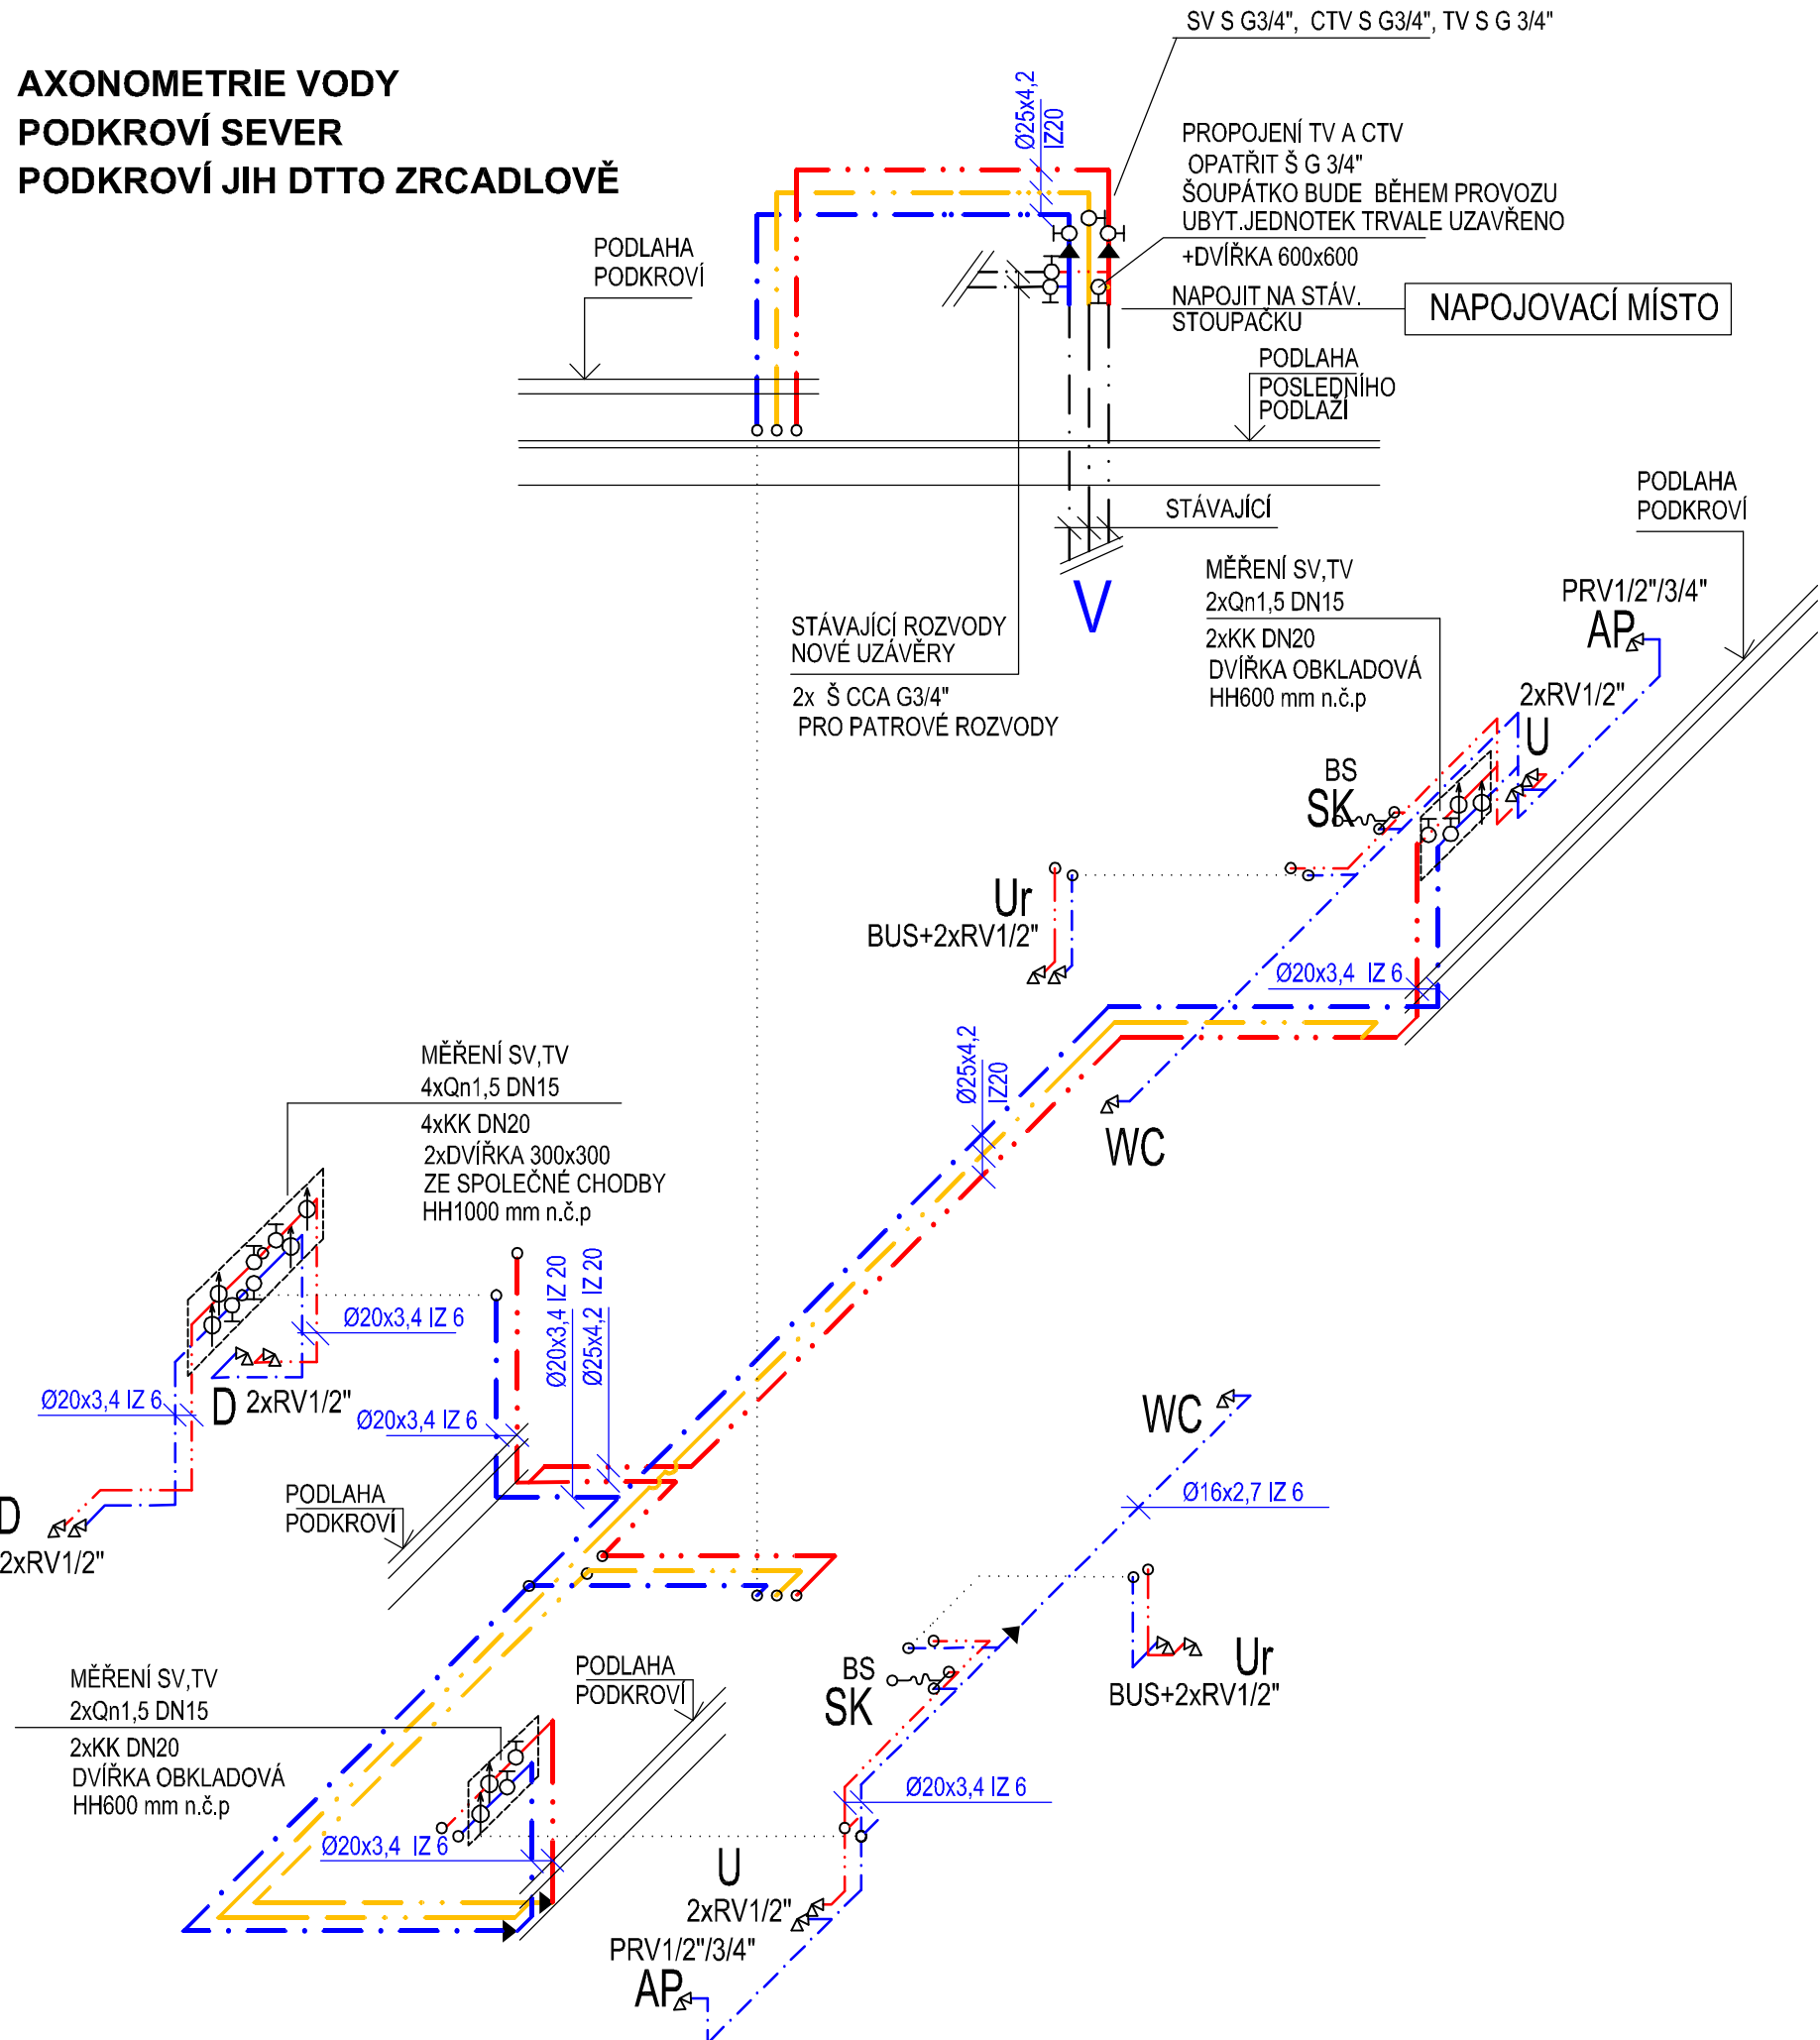 AXONOMETRIE VODY
PODKROVÍ SEVER
PODKROVÍ JIH DTTO ZRCADLOVĚ
SV S G3/4", CTV S G3/4", TV S G 3/4"
Ø25x4,2
IZ20
PROPOJENÍ TV A CTV
OPATŘIT Š G 3/4"
ŠOUPÁTKO BUDE BĚHEM PROVOZU
UBYT.JEDNOTEK TRVALE UZAVŘENO
+DVÍŘKA 600x600
NAPOJIT NA STÁV.
STOUPAČKU
NAPOJOVACÍ MÍSTO
PODLAHA
PODKROVÍ
PODLAHA
POSLEDNÍHO
PODLAŽÍ
STÁVAJÍCÍ
V
PODLAHA
PODKROVÍ
STÁVAJÍCÍ ROZVODY
NOVÉ UZÁVĚRY
2x Š CCA G3/4"
PRO PATROVÉ ROZVODY
MĚŘENÍ SV,TV
2xQn1,5 DN15
2xKK DN20
DVÍŘKA OBKLADOVÁ
HH600 mm n.č.p
PRV1/2"/3/4"
AP
2xRV1/2"
U
BS
SK
Ur
BUS+2xRV1/2"
Ø20x3,4 IZ 6
Ø25x4,2
IZ20
WC
MĚŘENÍ SV,TV
4xQn1,5 DN15
4xKK DN20
2xDVÍŘKA 300x300
ZE SPOLEČNÉ CHODBY
HH1000 mm n.č.p
Ø20x3,4 IZ 20
Ø25x4,2 IZ 20
Ø20x3,4 IZ 6
Ø20x3,4 IZ 6
D 2xRV1/2"
Ø20x3,4 IZ 6
D
2xRV1/2"
PODLAHA
PODKROVÍ
WC
Ø16x2,7 IZ 6
Ur
BUS+2xRV1/2"
BS
SK
PODLAHA
PODKROVÍ
MĚŘENÍ SV,TV
2xQn1,5 DN15
2xKK DN20
DVÍŘKA OBKLADOVÁ
HH600 mm n.č.p
Ø20x3,4 IZ 6
Ø20x3,4 IZ 6
U
2xRV1/2"
PRV1/2"/3/4"
AP